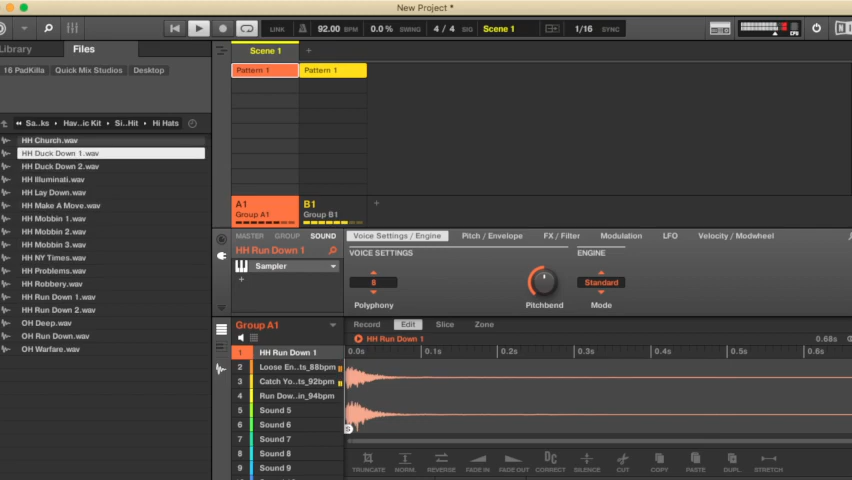 New Project *
LINK 92.00 BPM 0.0 % SWING 4 / 4 SIG Scene 1 1/16 SYNC CPU
Library Files
16 PadKilla Quick Mix Studios Desktop
Sa..ks Hav..ic Kit Si..Hit Hi Hats
HH Church.wav
HH Duck Down 1.wav
HH Duck Down 2.wav
HH Illuminati.wav
HH Lay Down.wav
HH Make A Move.wav
HH Mobbin 1.wav
HH Mobbin 2.wav
HH Mobbin 3.wav
HH NY Times.wav
HH Problems.wav
HH Robbery.wav
HH Run Down 1.wav
HH Run Down 2.wav
OH Deep.wav
OH Run Down.wav
OH Warfare.wav
Scene 1 +
Pattern 1 Pattern 1
A1 B1 +
Group A1 Group B1
MASTER GROUP SOUND
HH Run Down 1
Sampler
+
Voice Settings / Engine Pitch / Envelope FX / Filter Modulation LFO Velocity / Modwheel
VOICE SETTINGS ENGINE
8 Standard
Polyphony Pitchbend Mode
Group A1
1 HH Run Down 1
2 Loose En..ts_88bpm
3 Catch Yo..ts_92bpm
4 Run Dow..in_94bpm
5 Sound 5
6 Sound 6
7 Sound 7
8 Sound 8
9 Sound 9
Record Edit Slice Zone
HH Run Down 1 0.68s
0.0s 0.1s 0.2s 0.3s 0.4s 0.5s 0.6s
S
TRUNCATE NORM. REVERSE FADE IN FADE OUT DC CORRECT SILENCE CUT COPY PASTE DUPL. STRETCH